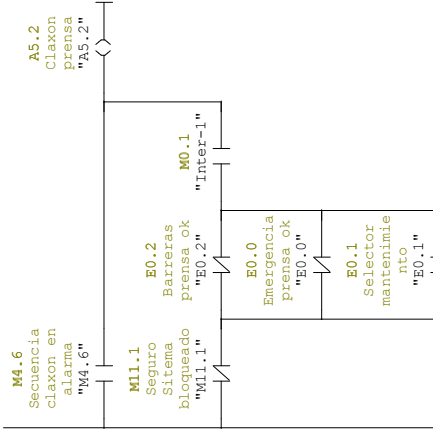 M4.6
Secuencia
claxon en
alarma
"M4.6"
A5.2
Claxon
prensa
"A5.2"
M11.1
Seguro
Sitema
bloqueado
"M11.1"
E0.2
Barreras
prensa ok
"E0.2"
M0.1
"Inter-1"
E0.0
Emergencia
prensa ok
"E0.0"
E0.1
Selector
mantenimie
nto
"E0.1"